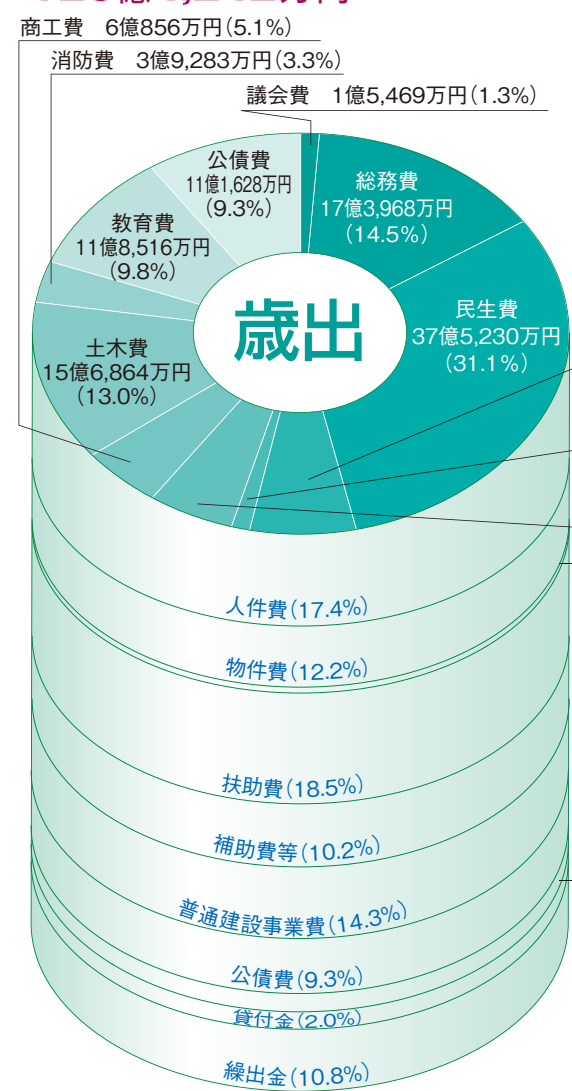 商工費 6億856万円(5.1%)
消防費 3億9,283万円(3.3%)
議会費 1億5,469万円(1.3%)
公債費
11億1,628万円
(9.3%)
総務費
17億3,968万円
(14.5%)
教育費
11億8,516万円
(9.8%)
民生費
37億5,230万円
(31.1%)
歳出
土木費
15億6,864万円
(13.0%)
人件費(17.4%)
物件費(12.2%)
扶助費(18.5%)
補助費等(10.2%)
普通建設事業費(14.3%)
公債費(9.3%)
貸付金(2.0%)
繰出金(10.8%)